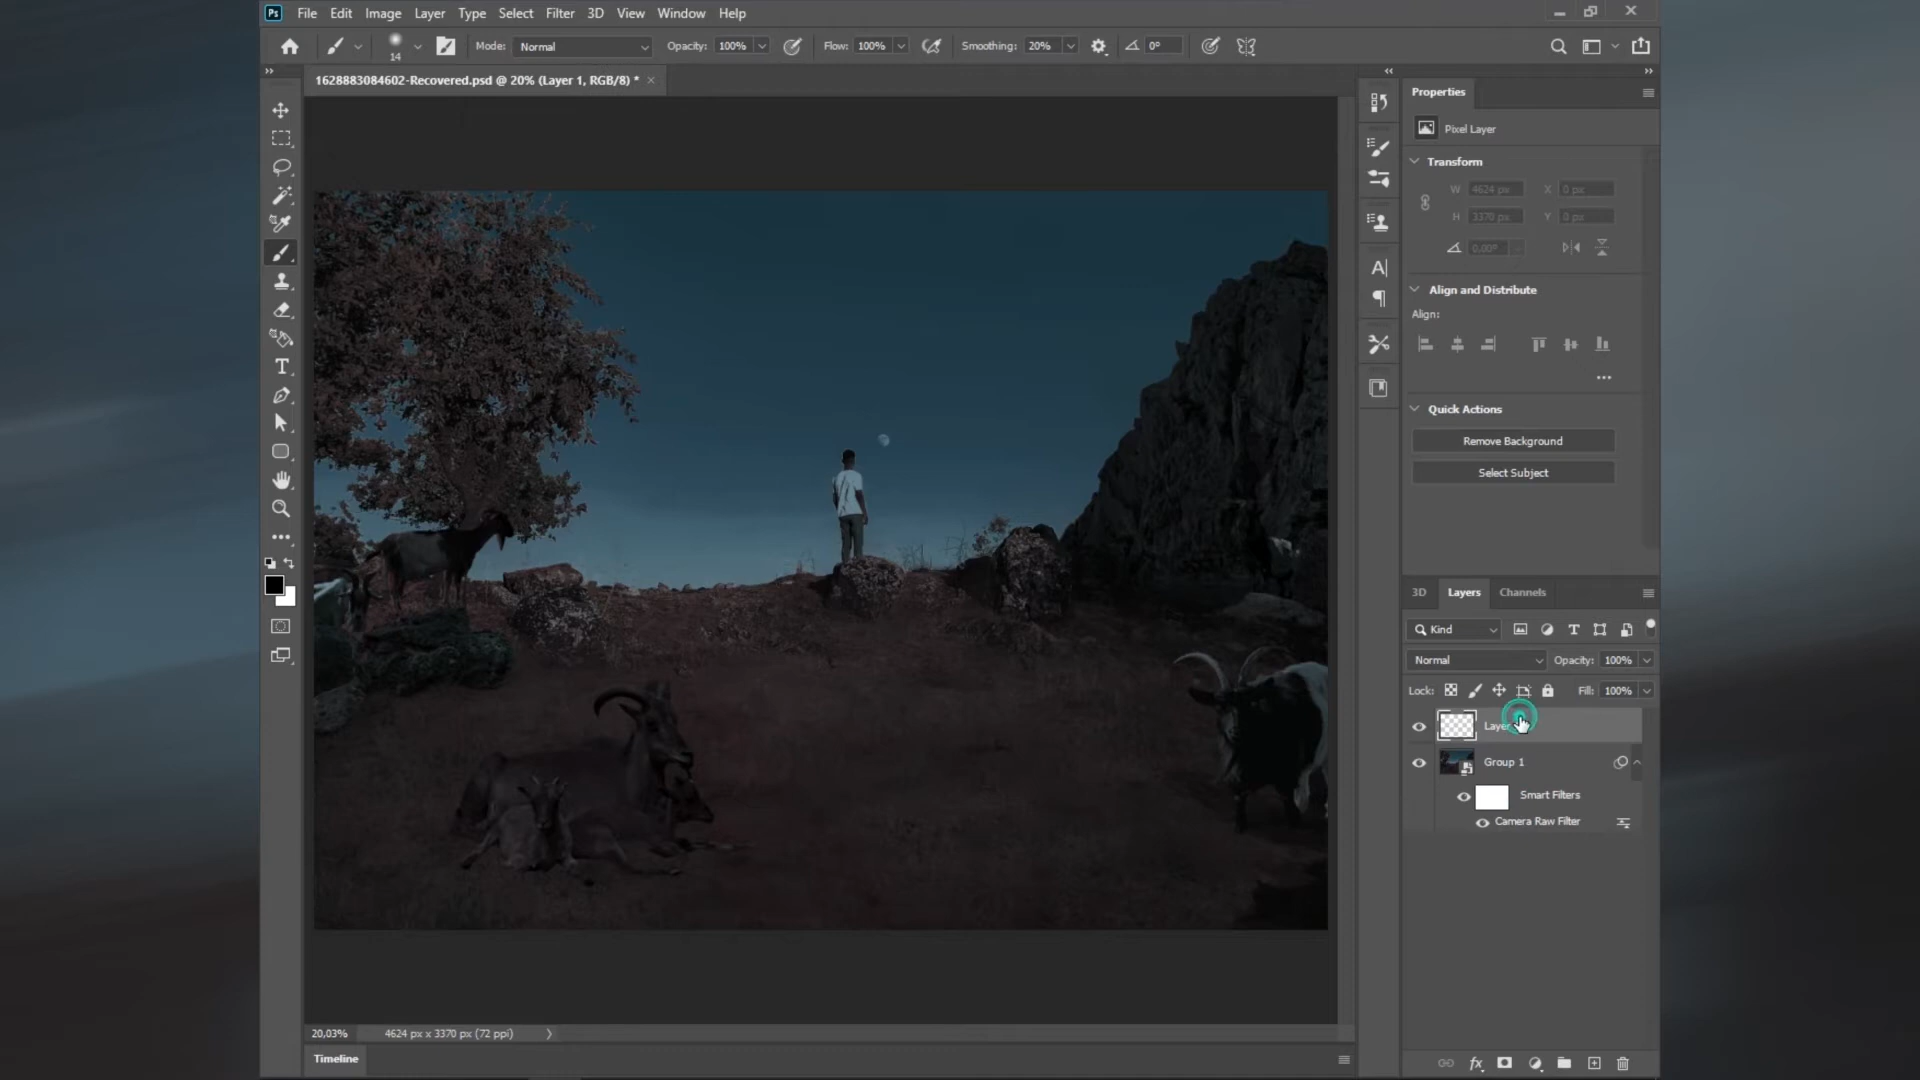 Ps File Edit Image Layer Type Select Filter 3D View Window Help
14 Mode: Normal Opacity: 100% Flow: 100% Smoothing: 20% 0°
1628883084602-Recovered.psd @ 20% (Layer 1, RGB/8) *
Properties
Pixel Layer
Transform
W 4624 px X 0 px
H 3370 px Y 0 px
0.00°
Align and Distribute
Align:
Quick Actions
Remove Background
Select Subject
3D Layers Channels
Kind
Normal Opacity: 100%
Lock: Fill: 100%
Group 1
Smart Filters
Camera Raw Filter
20,03% 4624 px x 3370 px (72 ppi)
Timeline